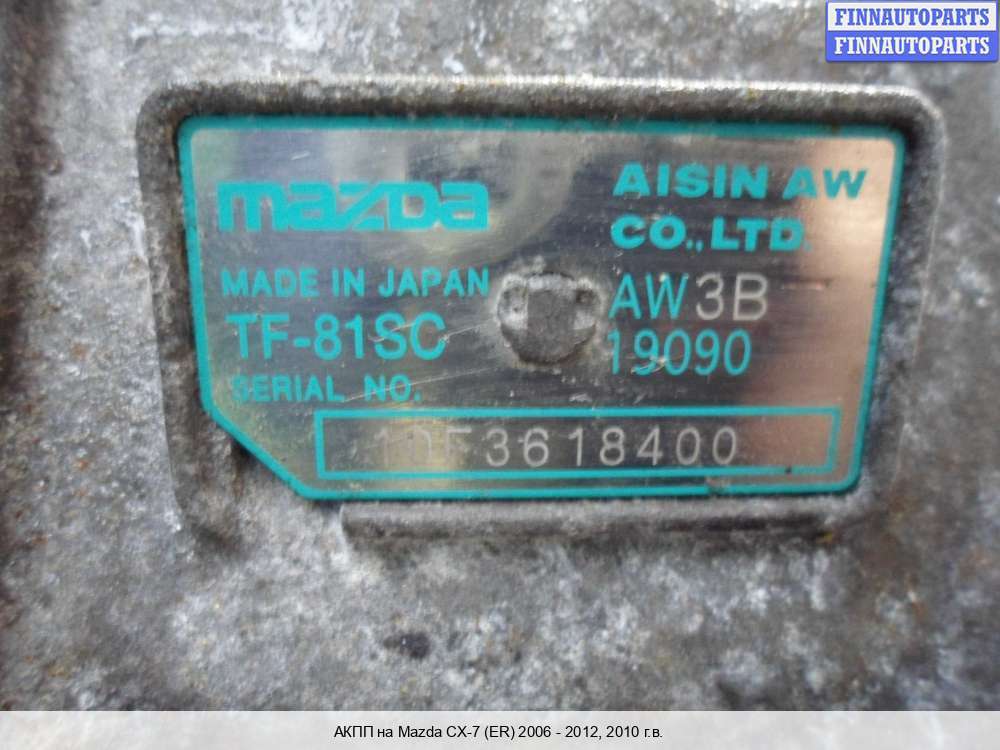 FINNAUTOPARTS
FINNAUTOPARTS
mazda
AISIN AW
CO.,LTD.
MADE IN JAPAN
AW3B
TF-81SC
19090
SERIAL NO.
10F3618400
АКПП на Mazda CX-7 (ER) 2006 - 2012, 2010 г.в.